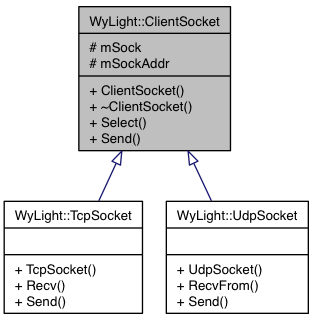 WyLight::ClientSocket
# mSock
# mSockAddr
+ ClientSocket()
+ ~ClientSocket()
+ Select()
+ Send()
WyLight::TcpSocket
+ TcpSocket()
+ Recv()
+ Send()
WyLight::UdpSocket
+ UdpSocket()
+ RecvFrom()
+ Send()